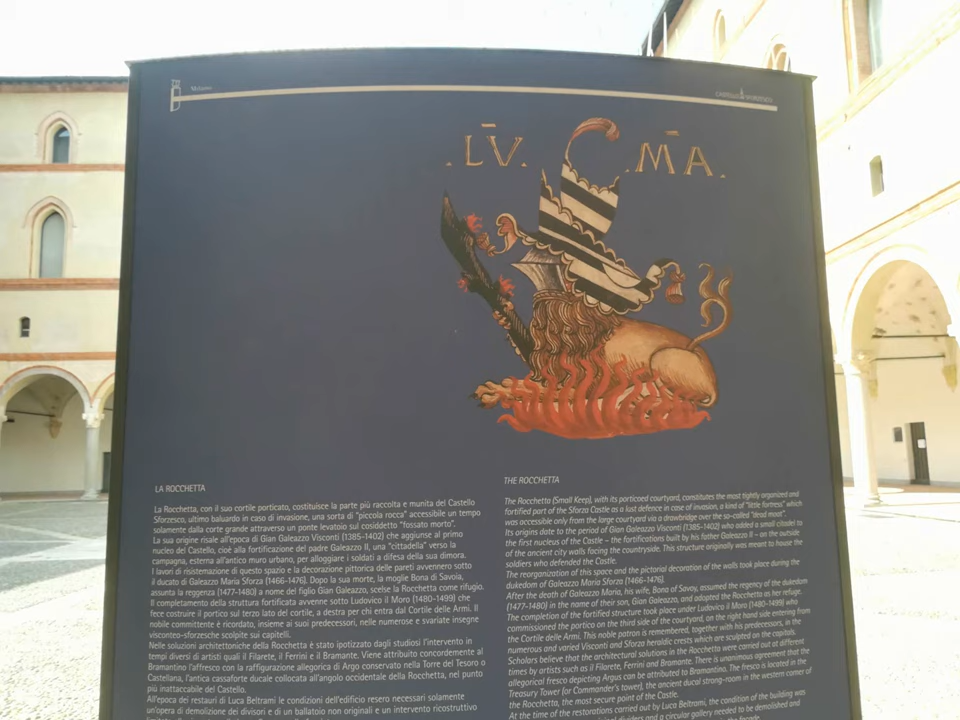 CASTELLO SFORZESCO
.LV. .MA.
LA ROCCHETTA
La Rocchetta, con il suo cortile porticato, costituisce la parte più raccolta e munita del Castello
Sforzesco, ultimo baluardo in caso di invasione, una sorta di "piccola rocca" accessibile un tempo
solamente dalla corte grande attraverso un ponte levatoio sul cosiddetto "fossato morto".
La sua origine risale all'epoca di Gian Galeazzo Visconti (1385-1402) che aggiunse al primo
nucleo del Castello, cioè alla fortificazione del padre Galeazzo II, una "cittadella" verso la
campagna, esterna all'antico muro urbano, per alloggiare i soldati a difesa della sua dimora.
I lavori di risistemazione di questo spazio e la decorazione pittorica delle pareti avvennero sotto
il ducato di Galeazzo Maria Sforza (1466-1476). Dopo la sua morte, la moglie Bona di Savoia,
assunta la reggenza (1477-1480) a nome del figlio Gian Galeazzo, scelse la Rocchetta come rifugio.
Il completamento della struttura fortificata avvenne sotto Ludovico il Moro (1480-1499) che
fece costruire il portico sul terzo lato del cortile, a destra per chi entra dal Cortile delle Armi. Il
nobile committente è ricordato, insieme ai suoi predecessori, nelle numerose e svariate insegne
visconteo-sforzesche scolpite sui capitelli.
Nelle soluzioni architettoniche della Rocchetta è stato ipotizzato dagli studiosi l'intervento in
tempi diversi di artisti quali il Filarete, il Ferrini e il Bramante. Viene attribuito concordemente al
Bramantino l'affresco con la raffigurazione allegorica di Argo conservato nella Torre del Tesoro o
Castellana, l'antica cassaforte ducale collocata all'angolo occidentale della Rocchetta, nel punto
più inattaccabile del Castello.
All'epoca dei restauri di Luca Beltrami le condizioni dell'edificio resero necessari solamente
un'opera di demolizione dei divisori e di un ballatoio non originali e un intervento ricostruttivo
THE ROCCHETTA
The Rocchetta (Small Keep), with its porticoed courtyard, constitutes the most tightly organized and
fortified part of the Sforza Castle as a last defence in case of invasion, a kind of "little fortress" which
was accessible only from the large courtyard via a drawbridge over the so-called "dead moat".
Its origins date to the period of Gian Galeazzo Visconti (1385-1402) who added a small citadel to
the first nucleus of the Castle – the fortifications built by his father Galeazzo II – on the outside
of the ancient city walls facing the countryside. This structure originally was meant to house the
soldiers who defended the Castle.
The reorganization of this space and the pictorial decoration of the walls took place during the
dukedom of Galeazzo Maria Sforza (1466-1476).
After the death of Galeazzo Maria, his wife, Bona of Savoy, assumed the regency of the dukedom
(1477-1480) in the name of their son, Gian Galeazzo, and adopted the Rocchetta as her refuge.
The completion of the fortified structure took place under Ludovico il Moro (1480-1499) who
commissioned the portico on the third side of the courtyard, on the right hand side entering from
the Cortile delle Armi. This noble patron is remembered, together with his predecessors, in the
numerous and varied Visconti and Sforza heraldic crests which are sculpted on the capitals.
Scholars believe that the architectural solutions in the Rocchetta were carried out at different
times by artists such as il Filarete, Ferrini and Bramante. There is unanimous agreement that the
allegorical fresco depicting Argus can be attributed to Bramantino. The fresco is located in the
Treasury Tower (or Commander's tower), the ancient ducal strong-room in the western corner of
the Rocchetta, the most secure point of the Castle.
At the time of the restorations carried out by Luca Beltrami, the condition of the building was
dividers and a circular gallery needed to be demolished and